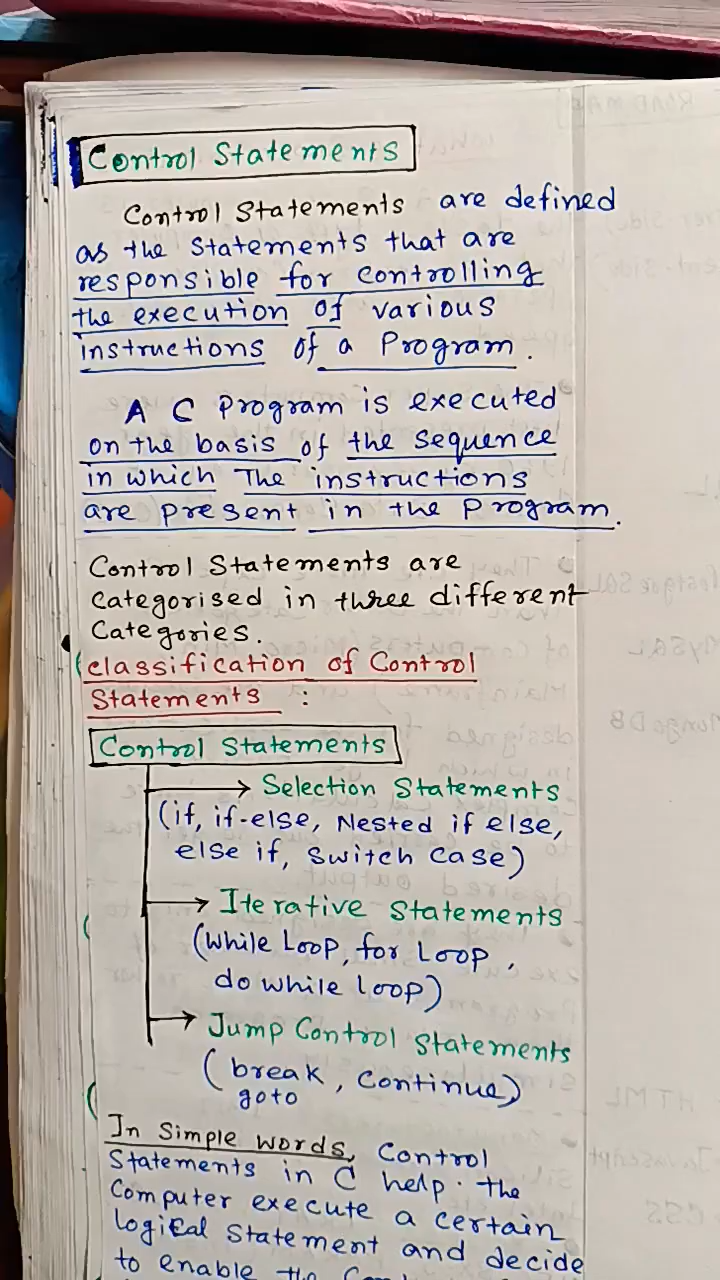 Control Statements
Control Statements are defined
as the statements that are
responsible for controlling
the execution of various
instructions of a Program.
A C Program is executed
on the basis of the sequence
in which The instructions
are present in the Program.
Control Statements are
Categorised in three different
Categories.
Classification of Control
Statements :
Control Statements
Selection Statements
(if, if-else, Nested if else,
else if, switch case)
Iterative Statements
(while Loop, for Loop,
do while loop)
Jump Control Statements
(break, continue)
goto
In Simple words, Control
Statements in C help. the
Computer execute a certain
logical statement and decide
to enable the